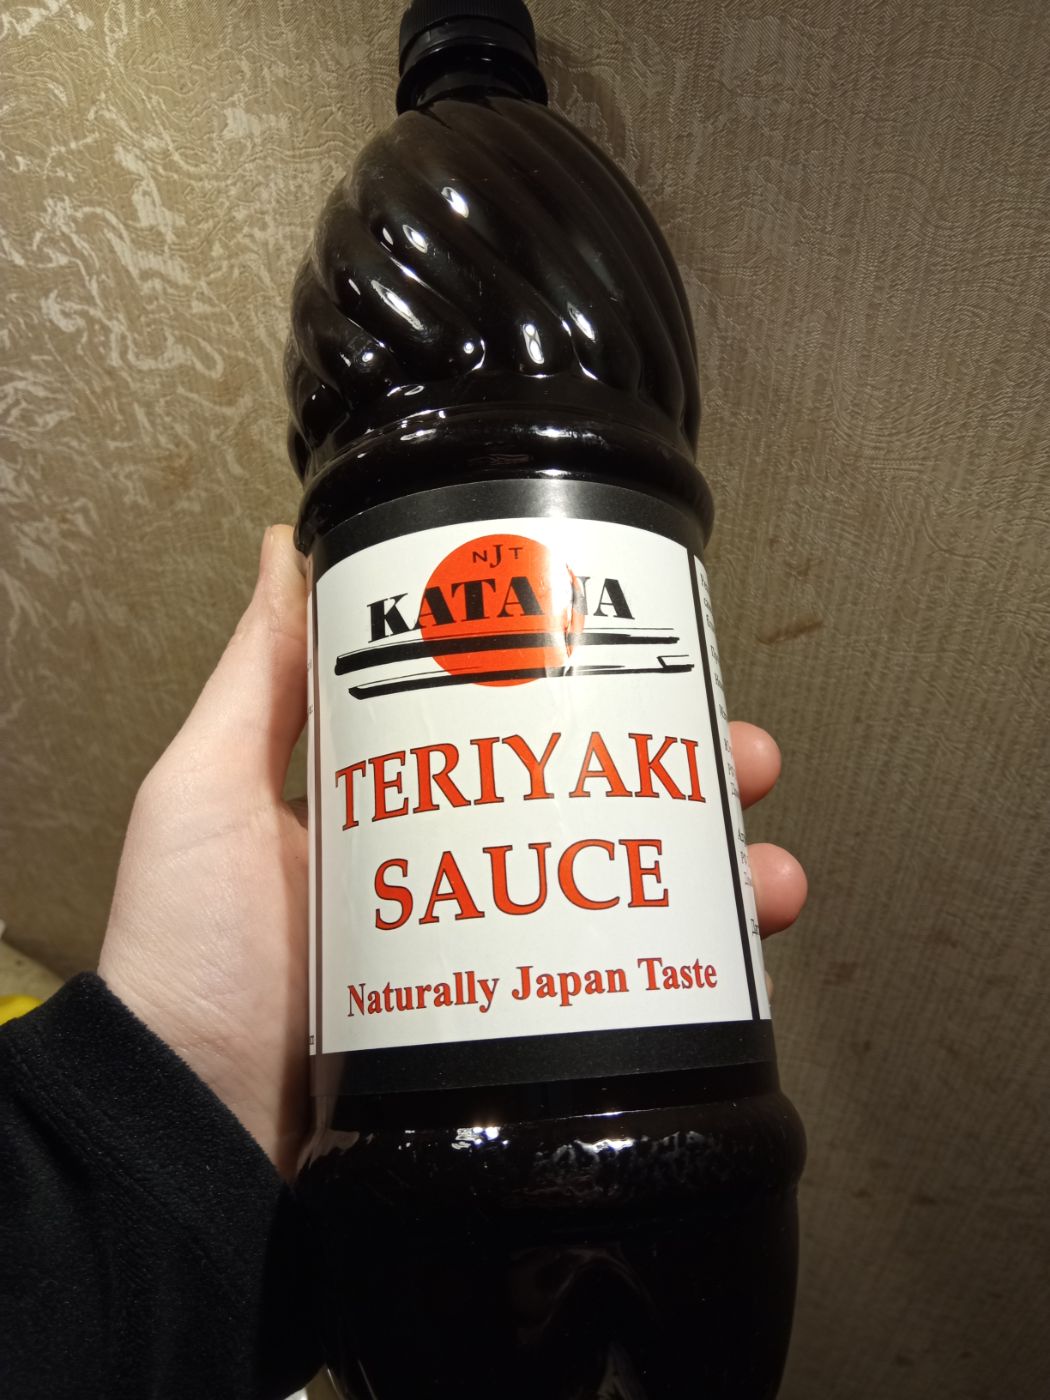 NJT
KATANA
TERIYAKI
SAUCE
Naturally Japan Taste